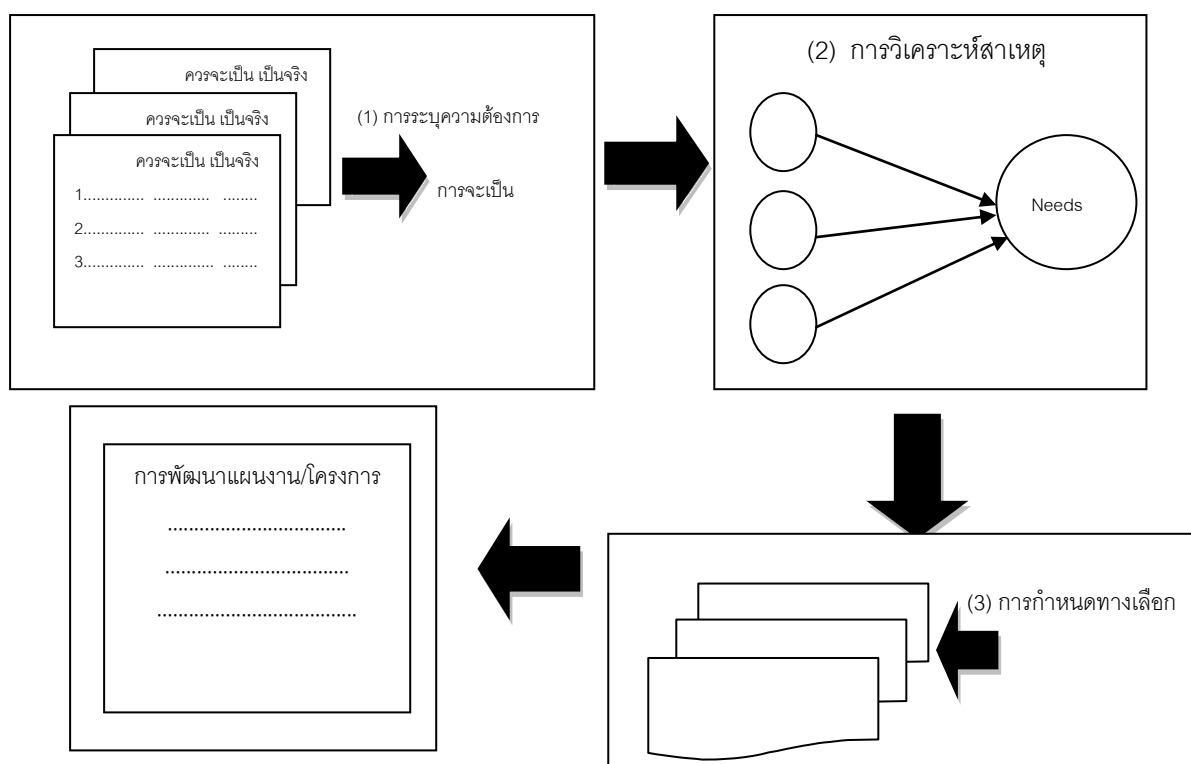 ควรจะเป็น เป็นจริง
ควรจะเป็น เป็นจริง
ควรจะเป็น เป็นจริง
1.............. ............. ........
2.............. ............. .........
3.............. .............. ........
(1) การระบุความต้องการ
การจะเป็น
(2) การวิเคราะห์สาเหตุ
Needs
(3) การกำหนดทางเลือก
การพัฒนาแผนงาน/โครงการ
..................................
...................................
......................................